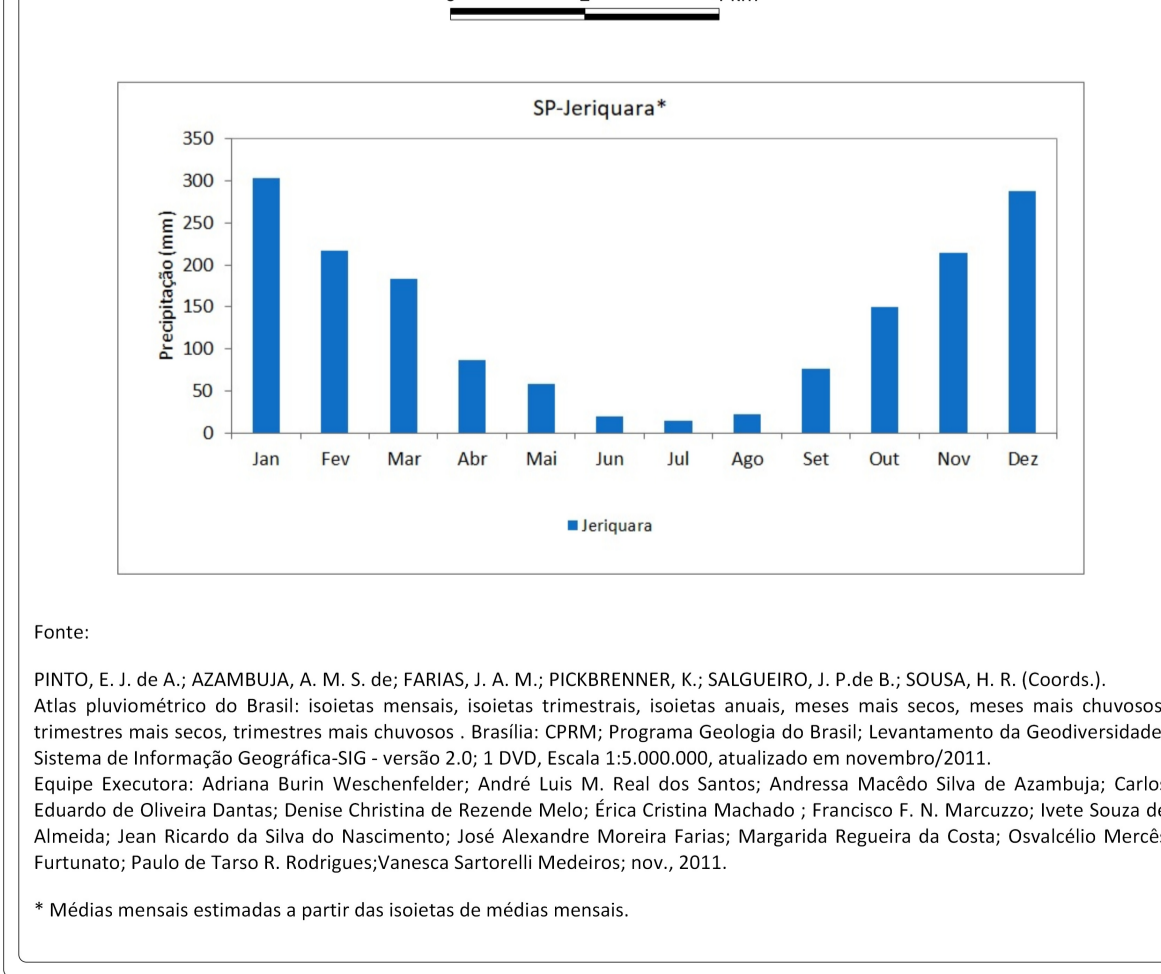 SP-Jeriquara*
350
300
250
200
150
100
50
0
Precipitação (mm)
Jan Fev Mar Abr Mai Jun Jul Ago Set Out Nov Dez
Jeriquara
Fonte:
PINTO, E. J. de A.; AZAMBUJA, A. M. S. de; FARIAS, J. A. M.; PICKBRENNER, K.; SALGUEIRO, J. P.de B.; SOUSA, H. R. (Coords.).
Atlas pluviométrico do Brasil: isoietas mensais, isoietas trimestrais, isoietas anuais, meses mais secos, meses mais chuvosos
trimestres mais secos, trimestres mais chuvosos . Brasília: CPRM; Programa Geologia do Brasil; Levantamento da Geodiversidade
Sistema de Informação Geográfica-SIG - versão 2.0; 1 DVD, Escala 1:5.000.000, atualizado em novembro/2011.
Equipe Executora: Adriana Burin Weschenfelder; André Luis M. Real dos Santos; Andressa Macêdo Silva de Azambuja; Carlo
Eduardo de Oliveira Dantas; Denise Christina de Rezende Melo; Érica Cristina Machado ; Francisco F. N. Marcuzzo; Ivete Souza de
Almeida; Jean Ricardo da Silva do Nascimento; José Alexandre Moreira Farias; Margarida Regueira da Costa; Osvalcélio Mercê
Furtunato; Paulo de Tarso R. Rodrigues;Vanesca Sartorelli Medeiros; nov., 2011.
* Médias mensais estimadas a partir das isoietas de médias mensais.